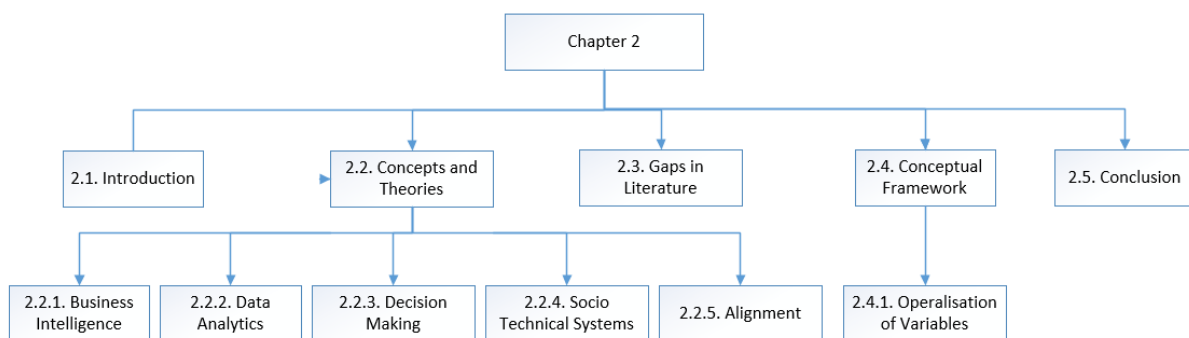 Chapter 2
2.1. Introduction
2.2. Concepts and
Theories
2.3. Gaps in
Literature
2.4. Conceptual
Framework
2.5. Conclusion
2.2.1. Business
Intelligence
2.2.2. Data
Analytics
2.2.3. Decision
Making
2.2.4. Socio
Technical Systems
2.2.5. Alignment
2.4.1. Operalisation
of Variables